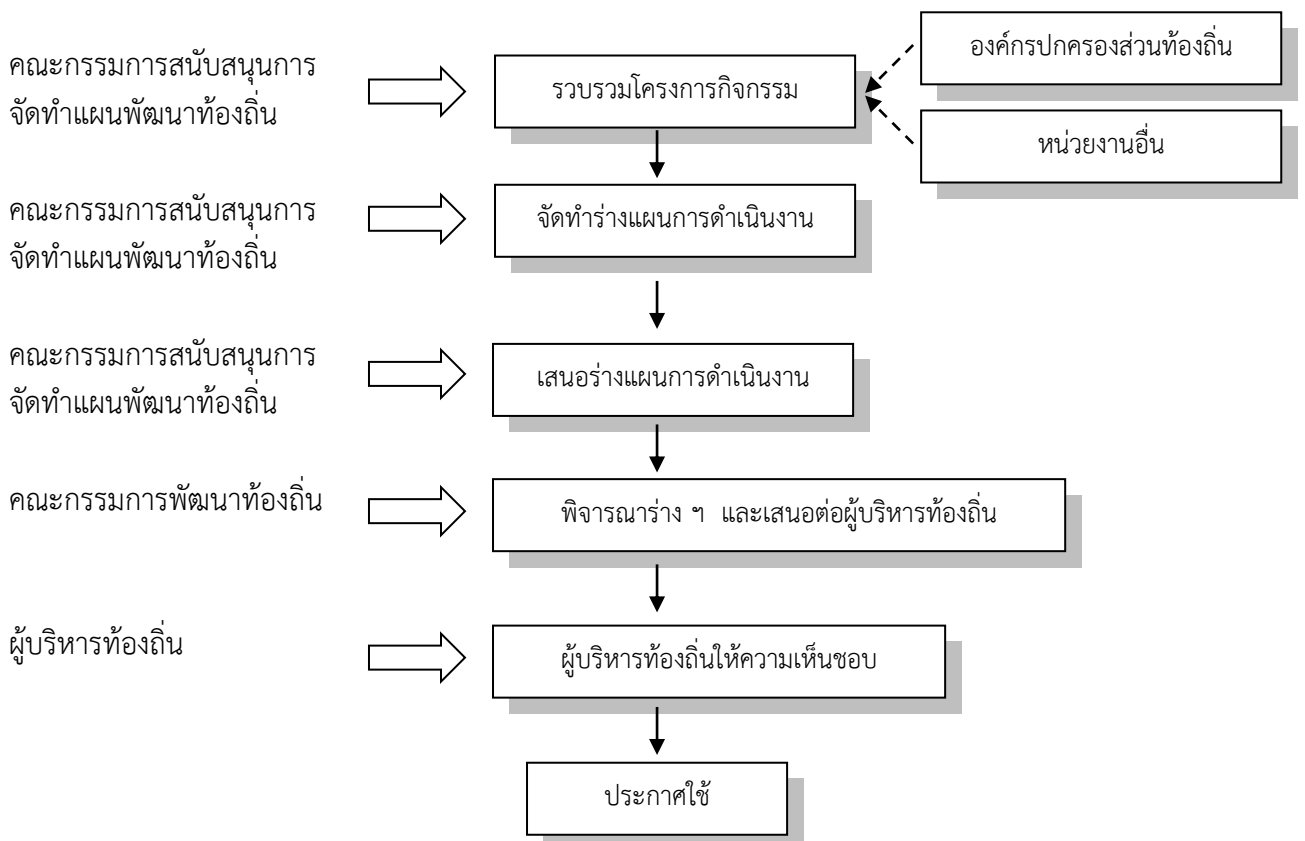 คณะกรรมการสนับสนุนการ
จัดทำแผนพัฒนาท้องถิ่น
รวบรวมโครงการกิจกรรม
องค์กรปกครองส่วนท้องถิ่น
หน่วยงานอื่น
คณะกรรมการสนับสนุนการ
จัดทำแผนพัฒนาท้องถิ่น
จัดทำร่างแผนการดำเนินงาน
คณะกรรมการสนับสนุนการ
จัดทำแผนพัฒนาท้องถิ่น
เสนอร่างแผนการดำเนินงาน
คณะกรรมการพัฒนาท้องถิ่น
พิจารณาร่าง ฯ และเสนอต่อผู้บริหารท้องถิ่น
ผู้บริหารท้องถิ่น
ผู้บริหารท้องถิ่นให้ความเห็นชอบ
ประกาศใช้